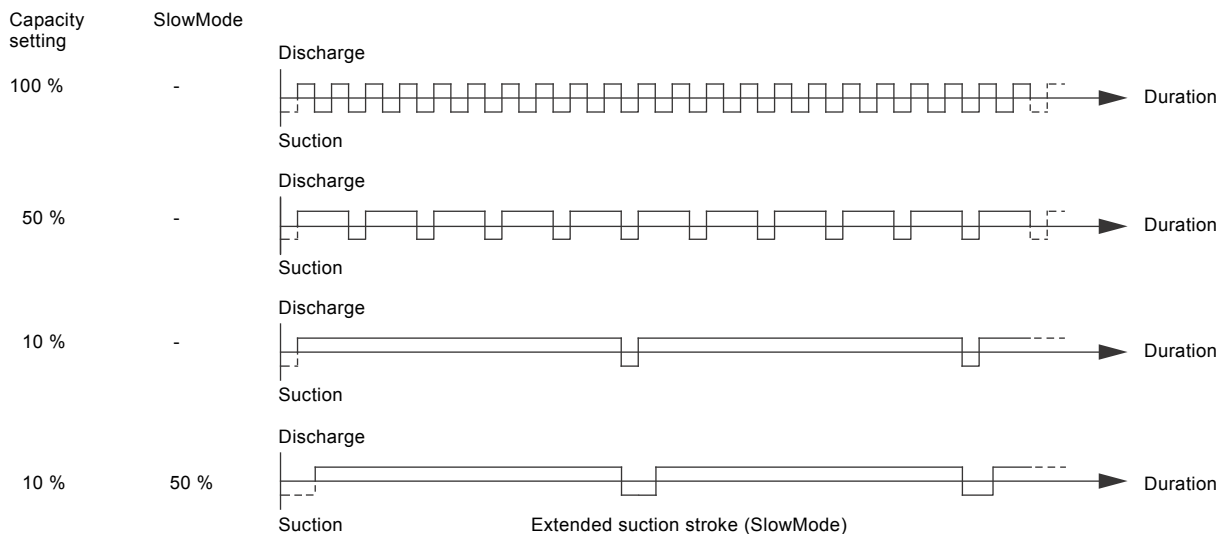 Capacity
setting
SlowMode
Discharge
100 %
-
Duration
Suction
Discharge
50 %
-
Duration
Suction
Discharge
10 %
-
Duration
Suction
Discharge
10 %
50 %
Duration
Suction
Extended suction stroke (SlowMode)